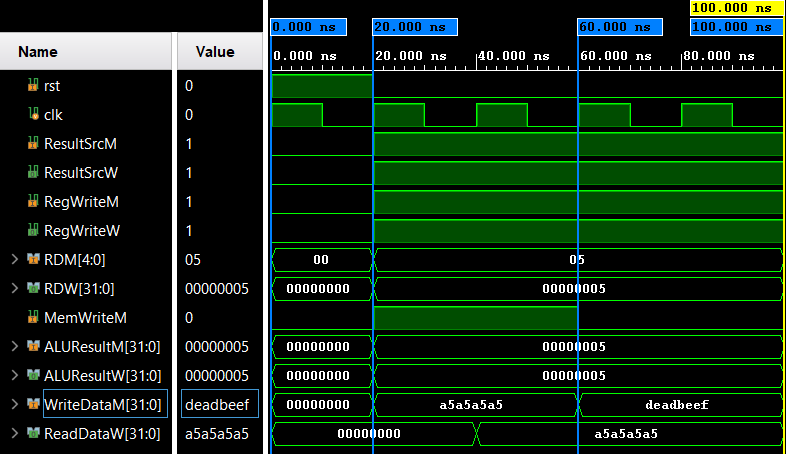 100.000 ns
0.000 ns 20.000 ns 60.000 ns 100.000 ns
Name Value
0.000 ns 20.000 ns 40.000 ns 60.000 ns 80.000 ns
rst 0
clk 0
ResultSrcM 1
ResultSrcW 1
RegWriteM 1
RegWriteW 1
RDM[4:0] 05 00 05
RDW[31:0] 00000005 00000000 00000005
MemWriteM 0
ALUResultM[31:0] 00000005 00000000 00000005
ALUResultW[31:0] 00000005 00000000 00000005
WriteDataM[31:0] deadbeef 00000000 a5a5a5a5 deadbeef
ReadDataW[31:0] a5a5a5a5 00000000 a5a5a5a5